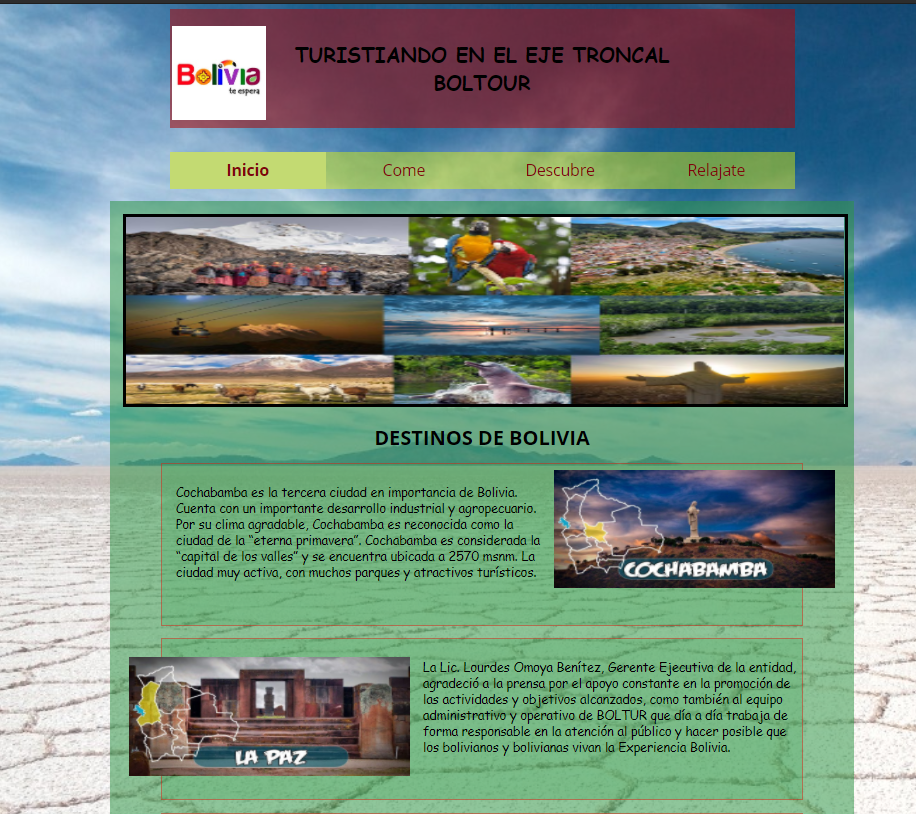 Bolivia
te espera
TURISTIANDO EN EL EJE TRONCAL
BOLTOUR
Inicio
Come
Descubre
Relajate
DESTINOS DE BOLIVIA
Cochabamba es la tercera ciudad en importancia de Bolivia.
Cuenta con un importante desarrollo industrial y agropecuario.
Por su clima agradable, Cochabamba es reconocida como la
ciudad de la “eterna primavera”. Cochabamba es considerada la
“capital de los valles” y se encuentra ubicada a 2570 msnm. La
ciudad muy activa, con muchos parques y atractivos turísticos.
COCHABAMBA
LA PAZ
La Lic. Lourdes Omoya Benítez, Gerente Ejecutiva de la entidad,
agradeció a la prensa por el apoyo constante en la promoción de
las actividades y objetivos alcanzados, como también al equipo
administrativo y operativo de BOLTUR que día a día trabaja de
forma responsable en la atención al público y hacer posible que
los bolivianos y bolivianas vivan la Experiencia Bolivia.